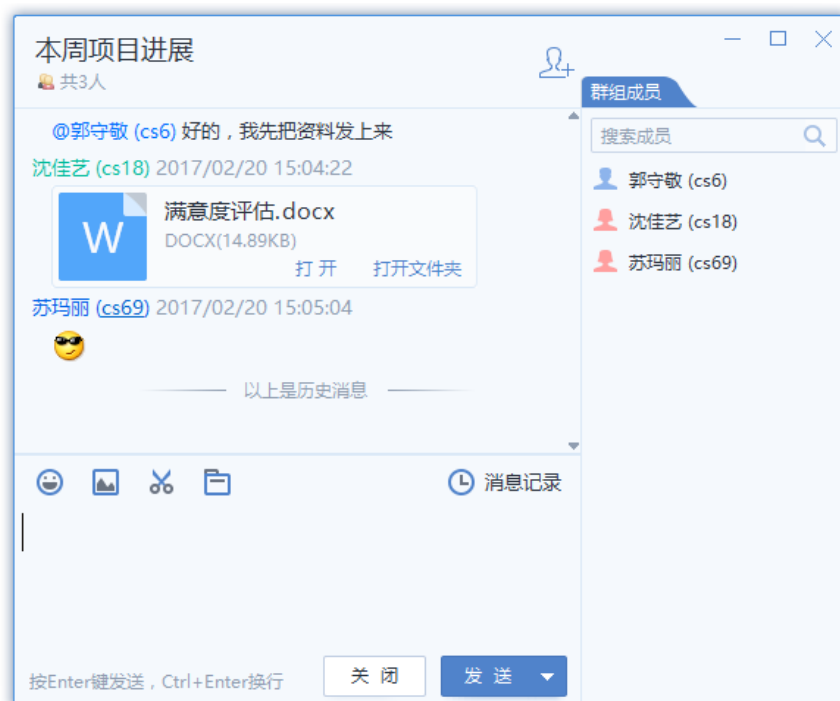 本周项目进展
共3人
@郭守敬 (cs6) 好的，我先把资料发上来
沈佳艺 (cs18) 2017/02/20 15:04:22
W
满意度评估.docx
DOCX(14.89KB)
打 开 打开文件夹
苏玛丽 (cs69) 2017/02/20 15:05:04
以上是历史消息
消息记录
按Enter键发送，Ctrl+Enter换行
关 闭
发 送
群组成员
搜索成员
郭守敬 (cs6)
沈佳艺 (cs18)
苏玛丽 (cs69)